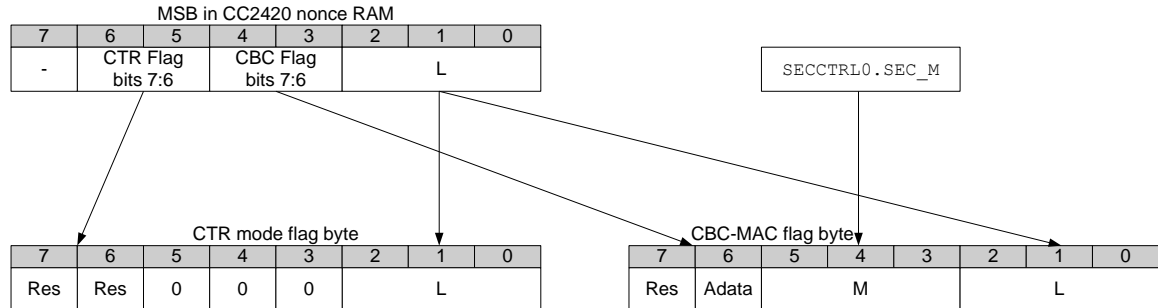 MSB in CC2420 nonce RAM
7 6 5 4 3 2 1 0
- CTR Flag bits 7:6 CBC Flag bits 7:6 L
SECCTRL0.SEC_M
CTR mode flag byte
7 6 5 4 3 2 1 0
Res Res 0 0 0 L
CBC-MAC flag byte
7 6 5 4 3 2 1 0
Res Adata M L